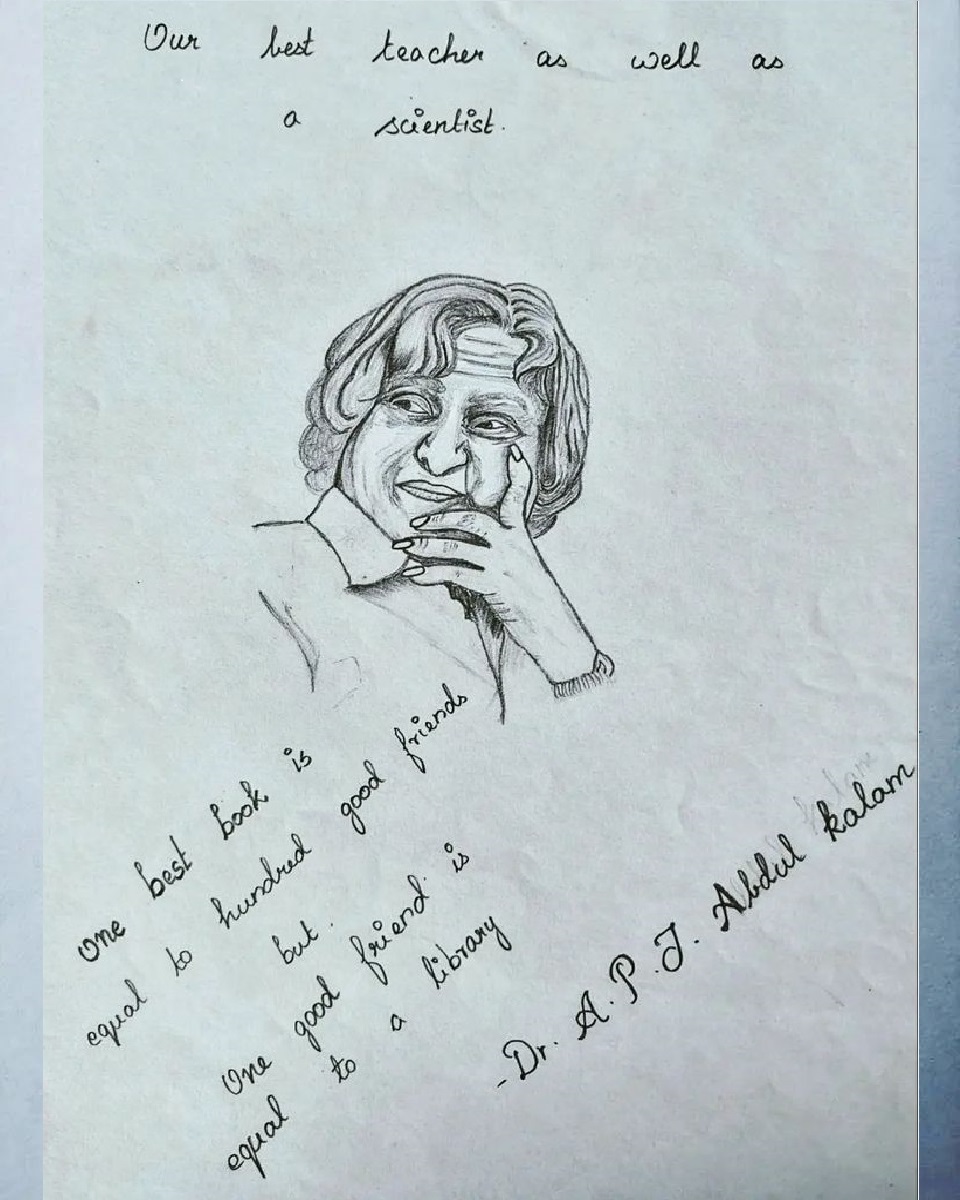 Our best teacher as well as
a scientist.
One best book is
equal to hundred good friends
but.
One good friend is
equal to a library
-Dr. A. P. J. Abdul kalam